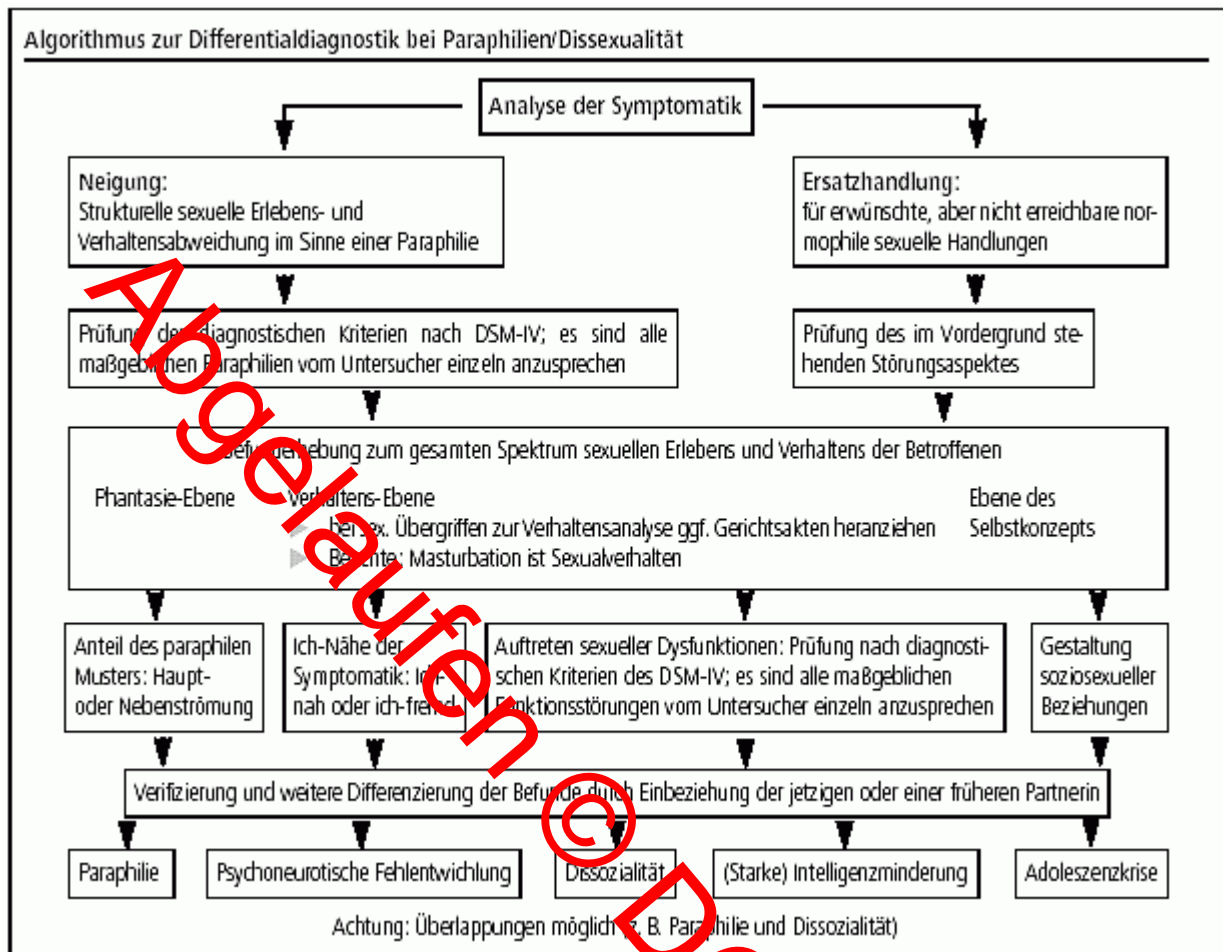 Algorithmus zur Differentialdiagnostik bei Paraphilien/Dissexualität
Analyse der Symptomatik
Neigung:
Strukturelle sexuelle Erlebens- und
Verhaltensabweichung im Sinne einer Paraphilie
Ersatzhandlung:
für erwünschte, aber nicht erreichbare nor-
mophile sexuelle Handlungen
Prüfung der diagnostischen Kriterien nach DSM-IV; es sind alle
maßgeblichen Paraphilien vom Untersucher einzeln anzusprechen
Prüfung des im Vordergrund ste-
henden Störungsaspektes
Befunderhebung zum gesamten Spektrum sexuellen Erlebens und Verhaltens der Betroffenen
Phantasie-Ebene
Verhaltens-Ebene
bei sex. Übergriffen zur Verhaltensanalyse ggf. Gerichtsakten heranziehen
Beachte: Masturbation ist Sexualverhalten
Ebene des
Selbstkonzepts
Anteil des paraphilen
Musters: Haupt-
oder Nebenströmung
Ich-Nähe der
Symptomatik: Ich-
nah oder ich-fremd
Auftreten sexueller Dysfunktionen: Prüfung nach diagnosti-
schen Kriterien des DSM-IV; es sind alle maßgeblichen
Funktionsstörungen vom Untersucher einzeln anzusprechen
Gestaltung
soziosexueller
Beziehungen
Verifizierung und weitere Differenzierung der Befunde durch Einbeziehung der jetzigen oder einer früheren Partnerin
Paraphilie
Psychoneurotische Fehlentwichlung
Dissozialität
(Starke) Intelligenzminderung
Adoleszenzkrise
Achtung: Überlappungen möglich (z. B. Paraphilie und Dissozialität)
Abgelaufen ©